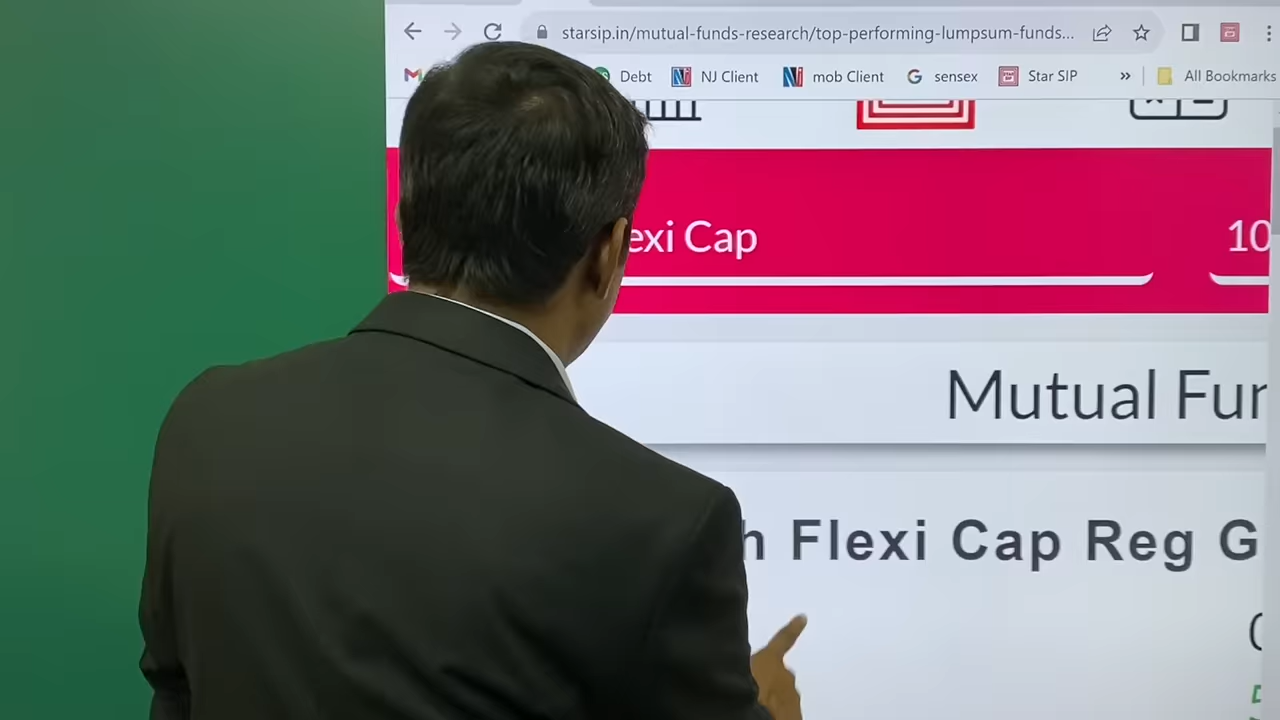 starsip.in/mutual-funds-research/top-performing-lumpsum-funds...
Debt NJ Client mob Client sensex Star SIP » All Bookmarks
exi Cap 10
Mutual Fun
h Flexi Cap Reg G